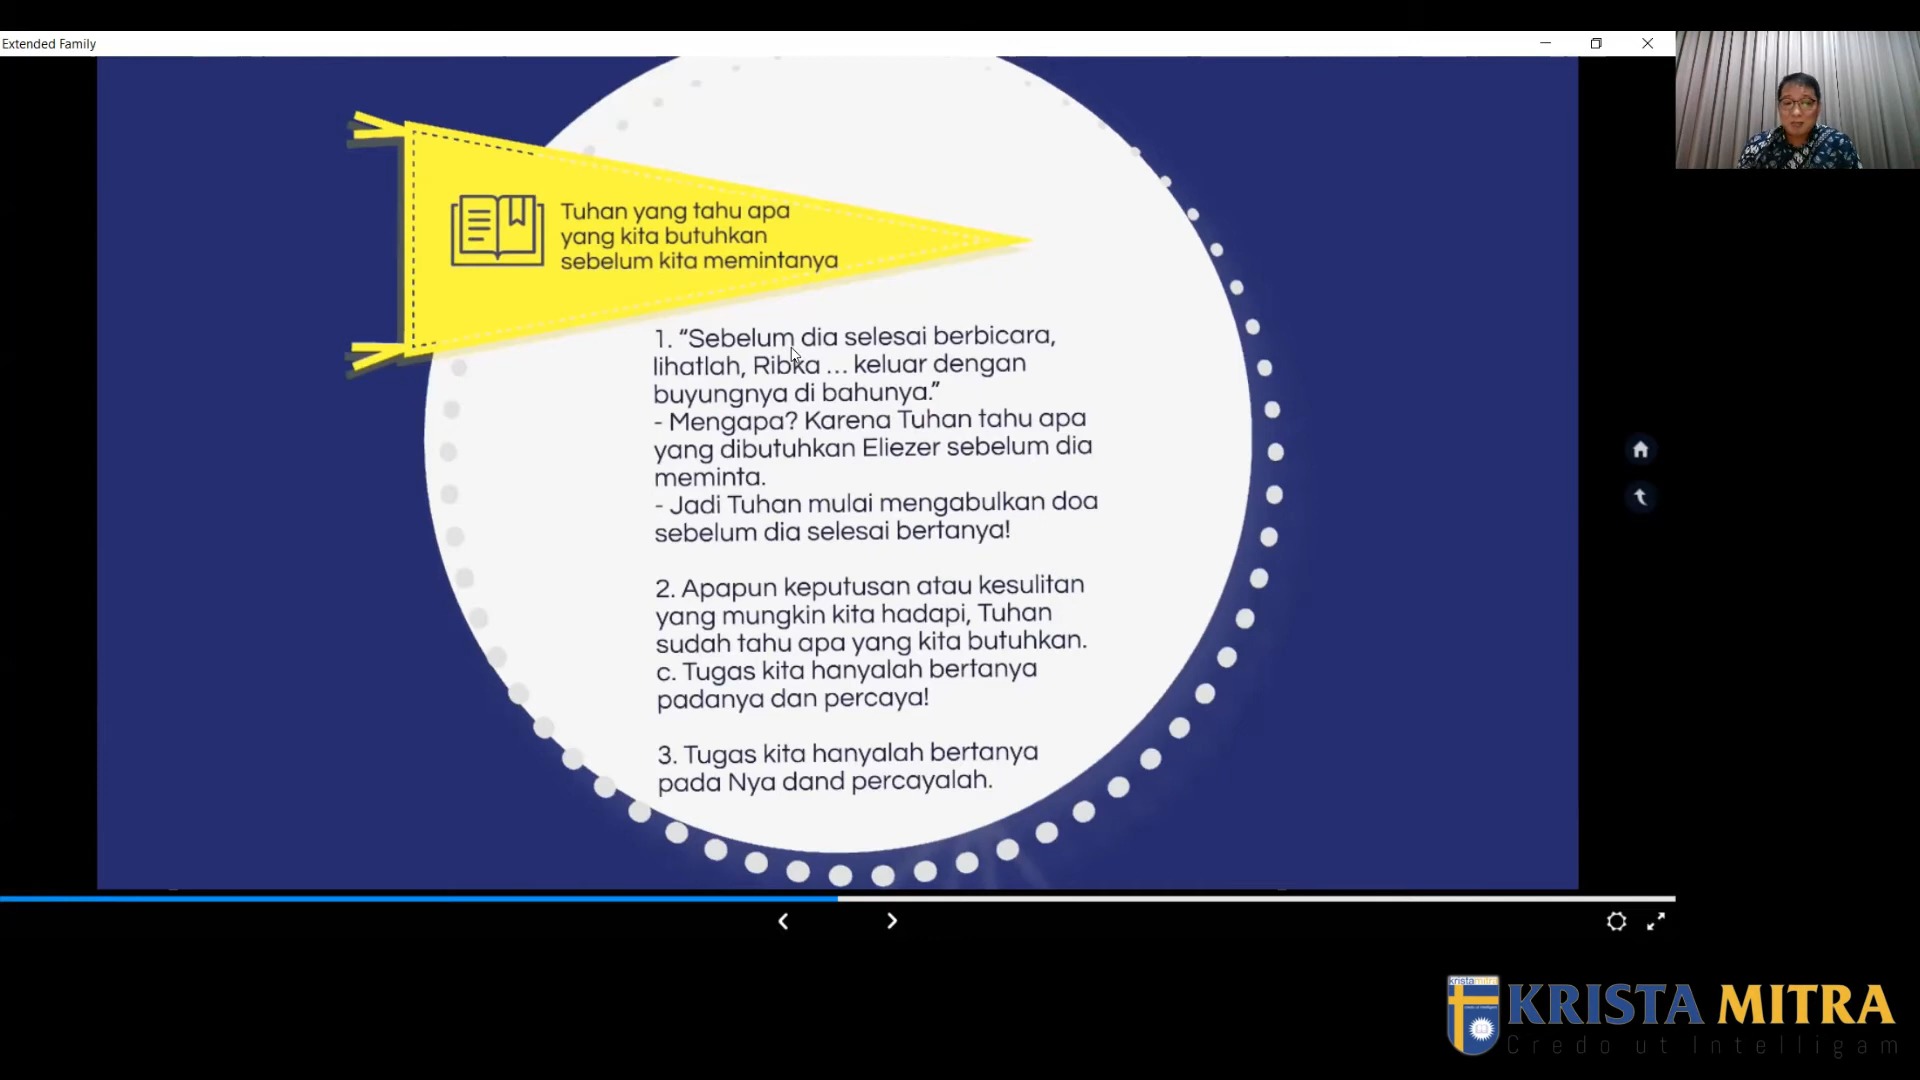 Extended Family
Tuhan yang tahu apa
yang kita butuhkan
sebelum kita memintanya
1. “Sebelum dia selesai berbicara,
lihatlah, Ribka ... keluar dengan
buyungnya di bahunya.”
- Mengapa? Karena Tuhan tahu apa
yang dibutuhkan Eliezer sebelum dia
meminta.
- Jadi Tuhan mulai mengabulkan doa
sebelum dia selesai bertanya!
2. Apapun keputusan atau kesulitan
yang mungkin kita hadapi, Tuhan
sudah tahu apa yang kita butuhkan.
c. Tugas kita hanyalah bertanya
padanya dan percaya!
3. Tugas kita hanyalah bertanya
pada Nya dand percayalah.
kristamitra
KRISTA MITRA
Credo ut Intelligam